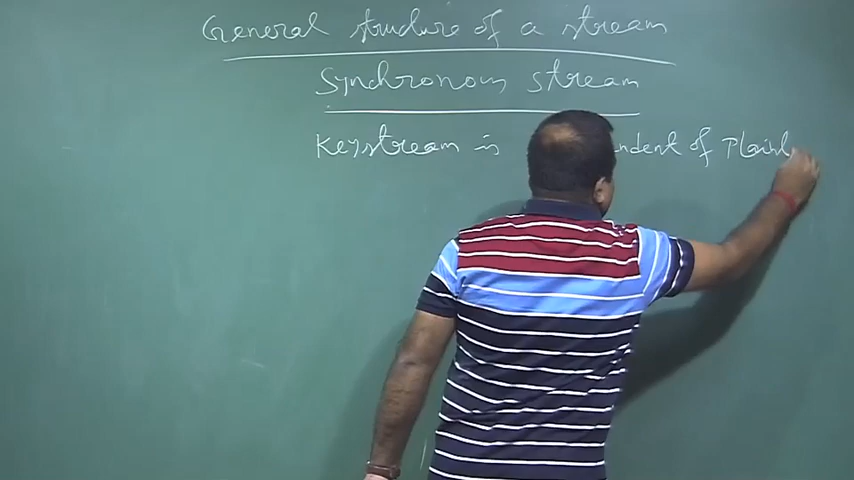 General structure of a stream
Synchronous stream
Keystream is ndent of Plaint